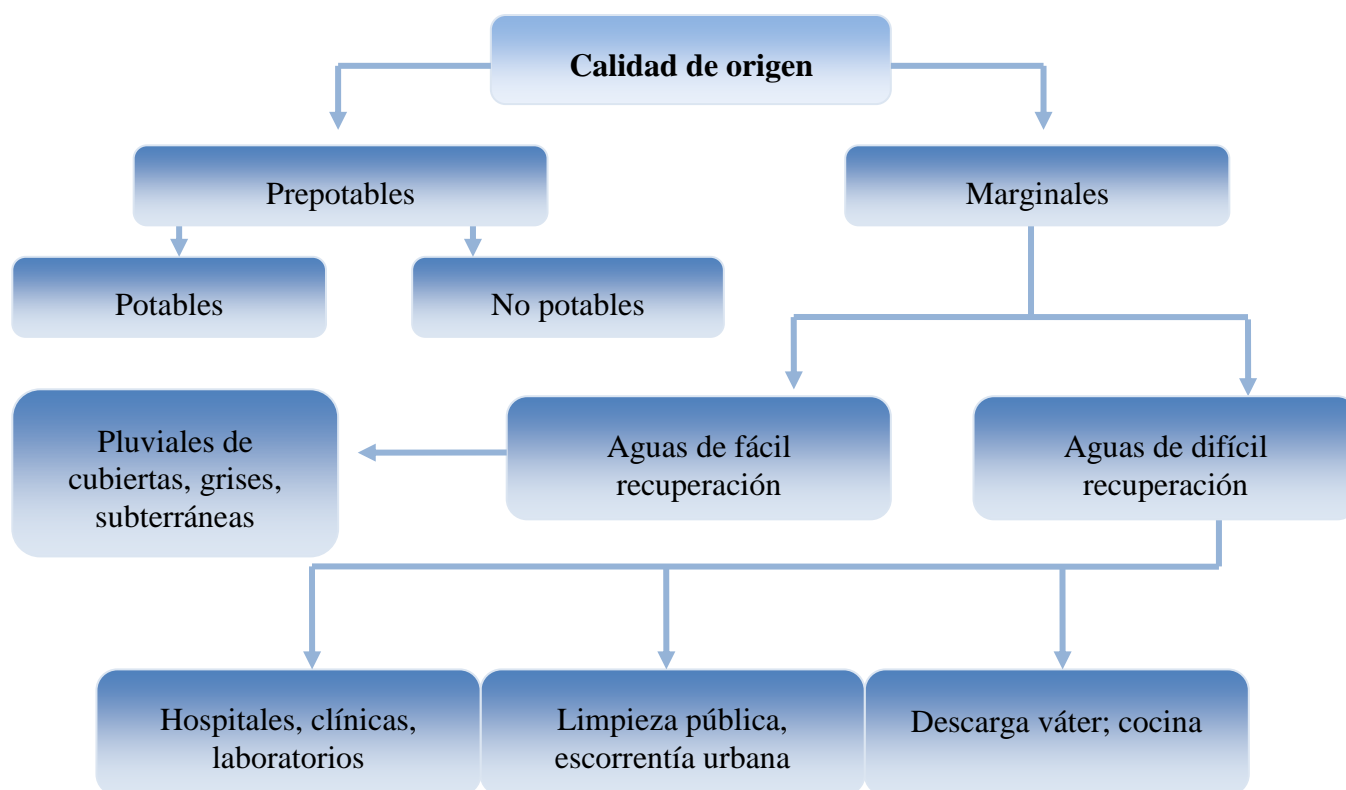 Calidad de origen
Prepotables
Marginales
Potables
No potables
Pluviales de
cubiertas, grises,
subterráneas
Aguas de fácil
recuperación
Aguas de difícil
recuperación
Hospitales, clínicas,
laboratorios
Limpieza pública,
escorrentía urbana
Descarga váter; cocina